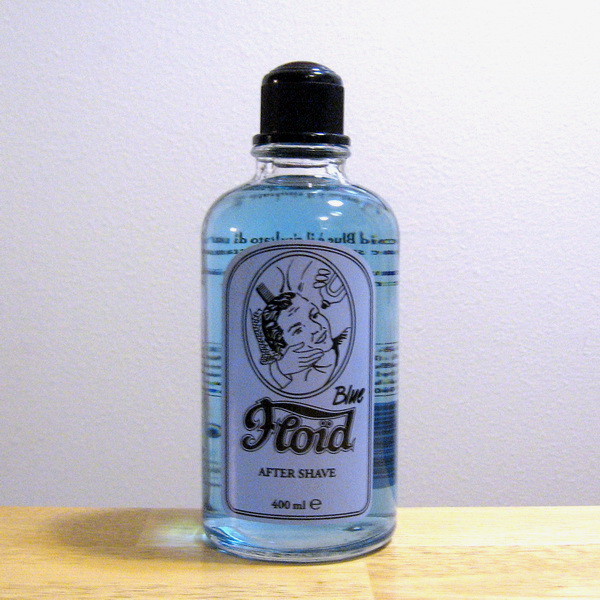 Blue
Floïd
AFTER SHAVE
400 ml ℮